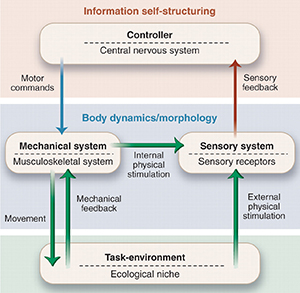 Information self-structuring
Controller
Central nervous system
Motor
commands
Sensory
feedback
Body dynamics/morphology
Mechanical system
Musculoskeletal system
Internal
physical
stimulation
Sensory system
Sensory receptors
Movement
Mechanical
feedback
External
physical
stimulation
Task-environment
Ecological niche